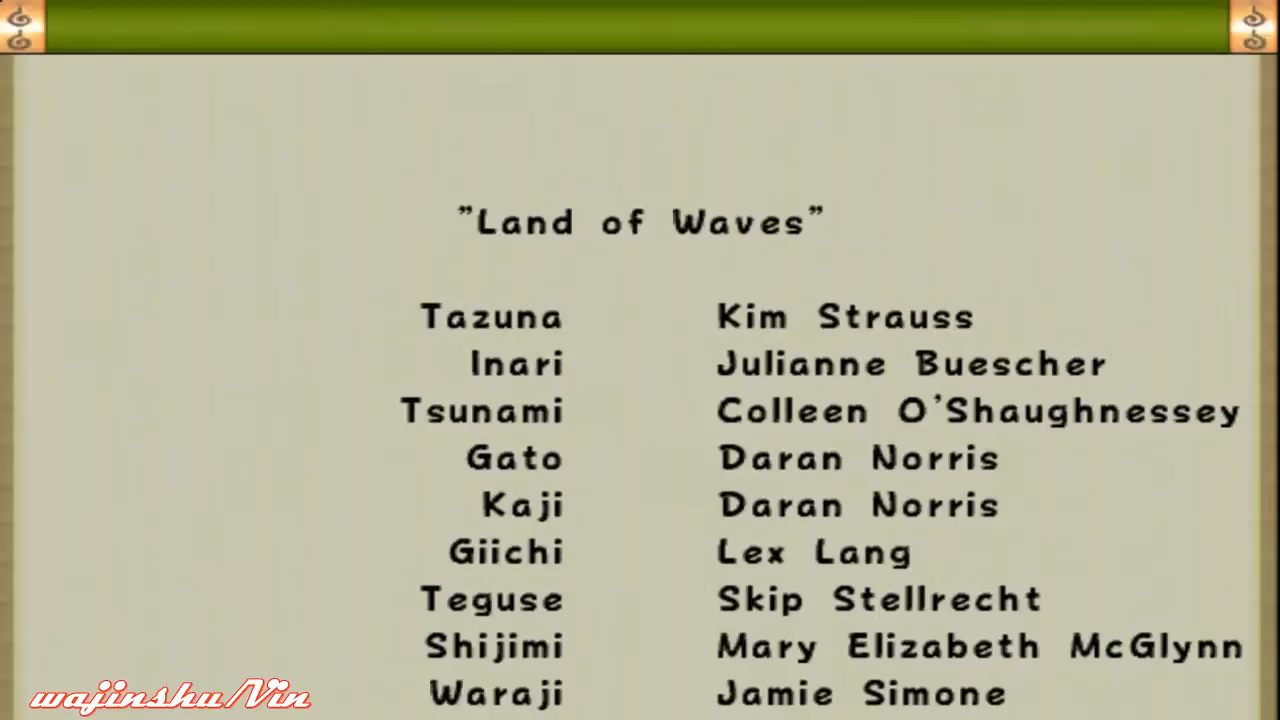 "Land of Waves"
Tazuna Kim Strauss
Inari Julianne Buescher
Tsunami Colleen O'Shaughnessey
Gato Daran Norris
Kaji Daran Norris
Giichi Lex Lang
Teguse Skip Stellrecht
Shijimi Mary Elizabeth McGlynn
Waraji Jamie Simone
wajinshu/Vin